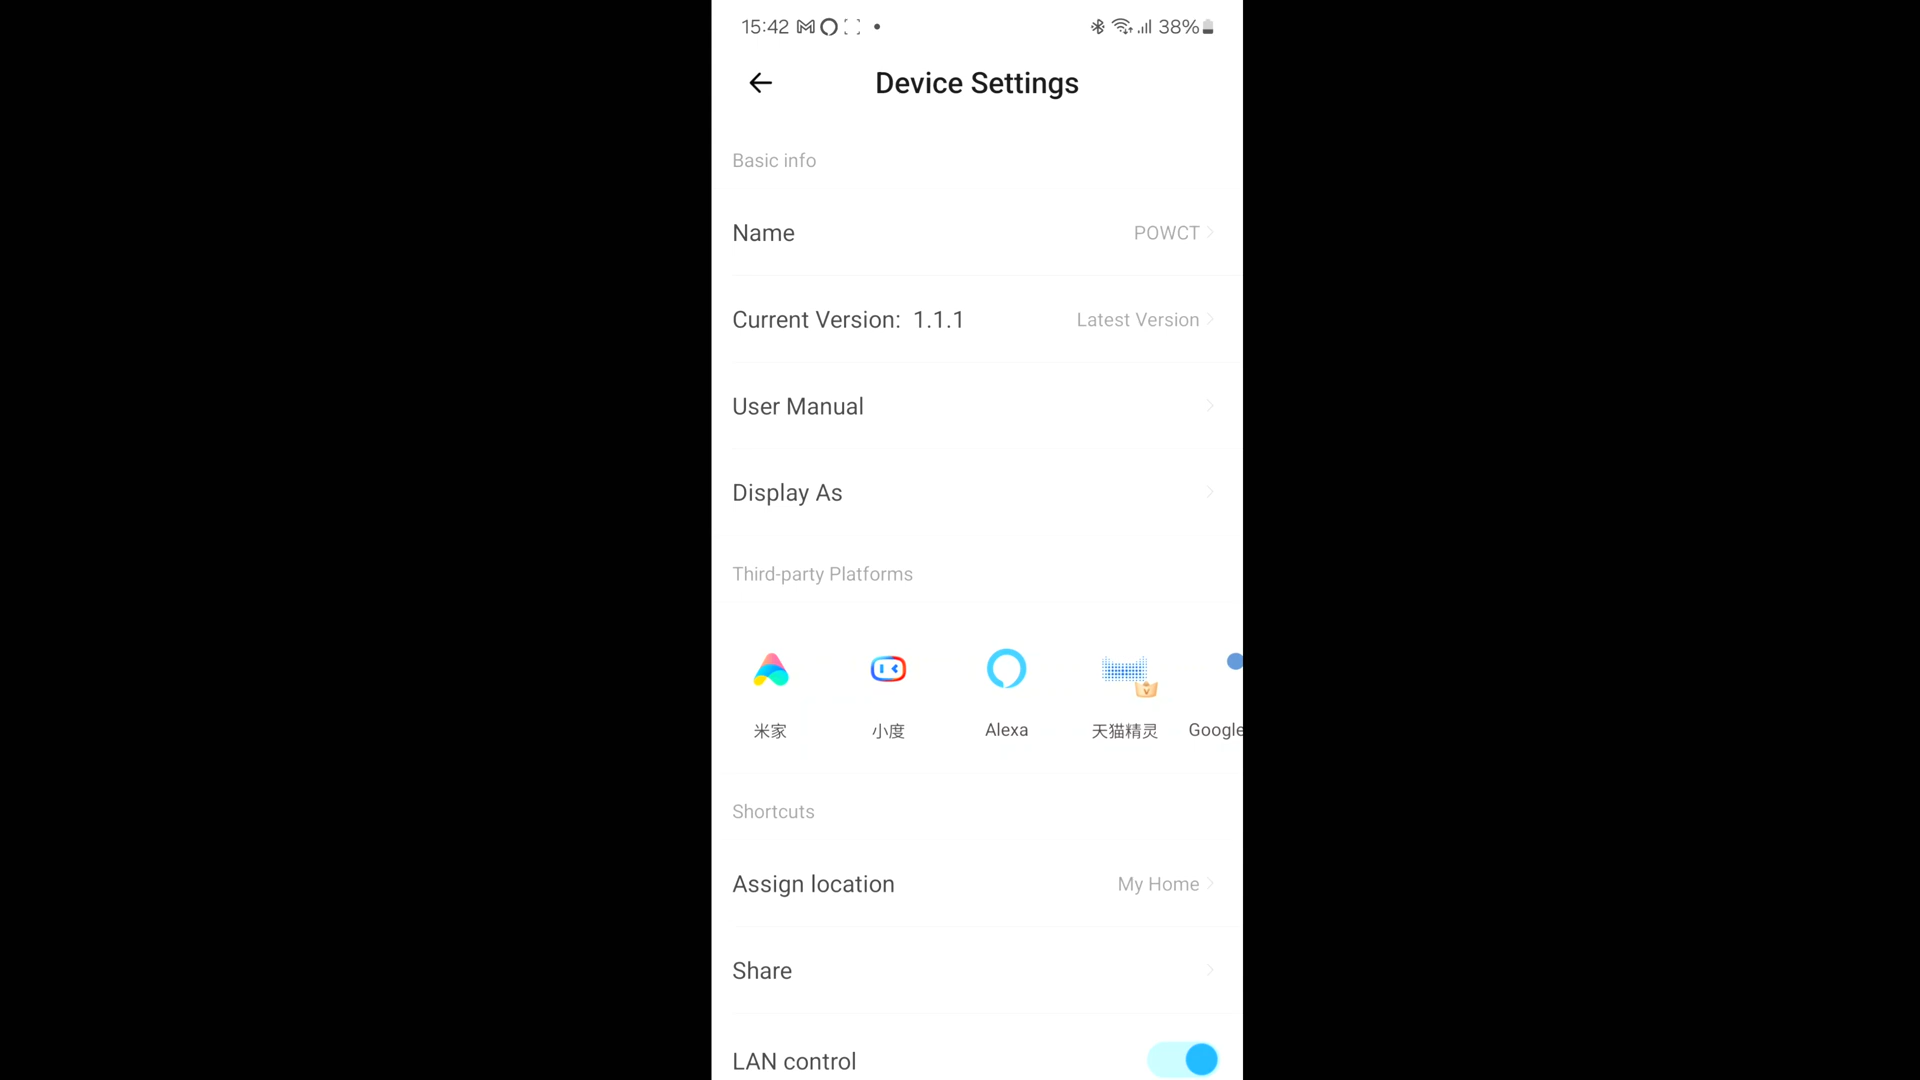 15:42 38%
Device Settings
Basic info
Name POWCT
Current Version: 1.1.1 Latest Version
User Manual
Display As
Third-party Platforms
米家 小度 Alexa 天猫精灵 Google
Shortcuts
Assign location My Home
Share
LAN control